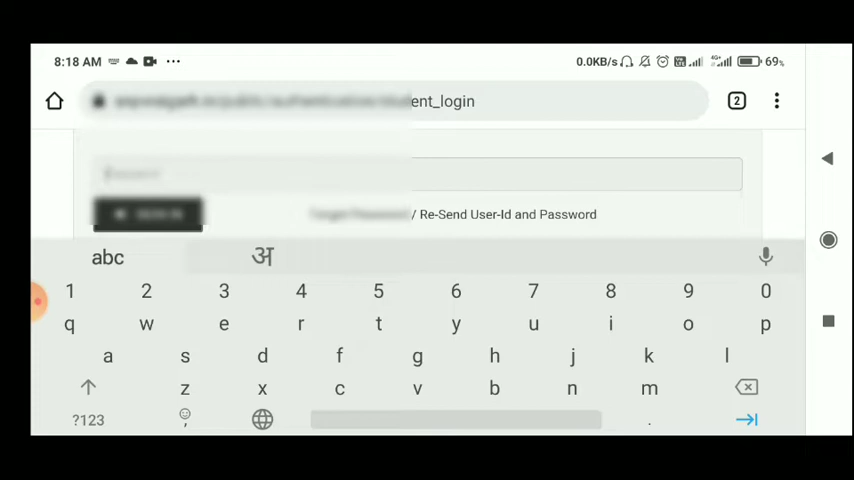 8:18 AM ... 0.0KB/s 4G+ 69%
ent_login 2
/ Re-Send User-Id and Password
abc अ
1 2 3 4 5 6 7 8 9 0
q w e r t y u i o p
a s d f g h j k l
z x c v b n m
?123 , .